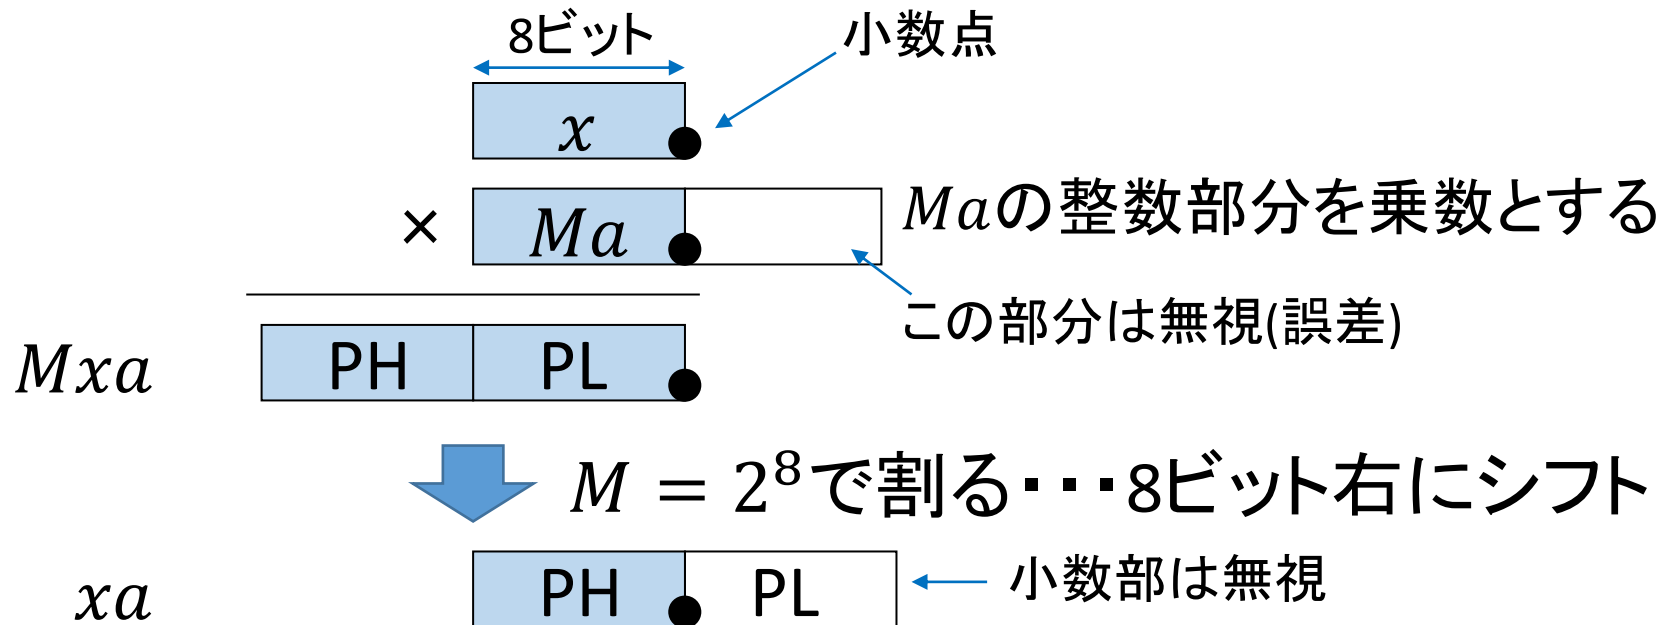 8ビット
小数点
x
× Ma
Maの整数部分を乗数とする
この部分は無視(誤差)
Mxa PH PL
M = 2⁸で割る・・・8ビット右にシフト
xa PH PL
小数部は無視